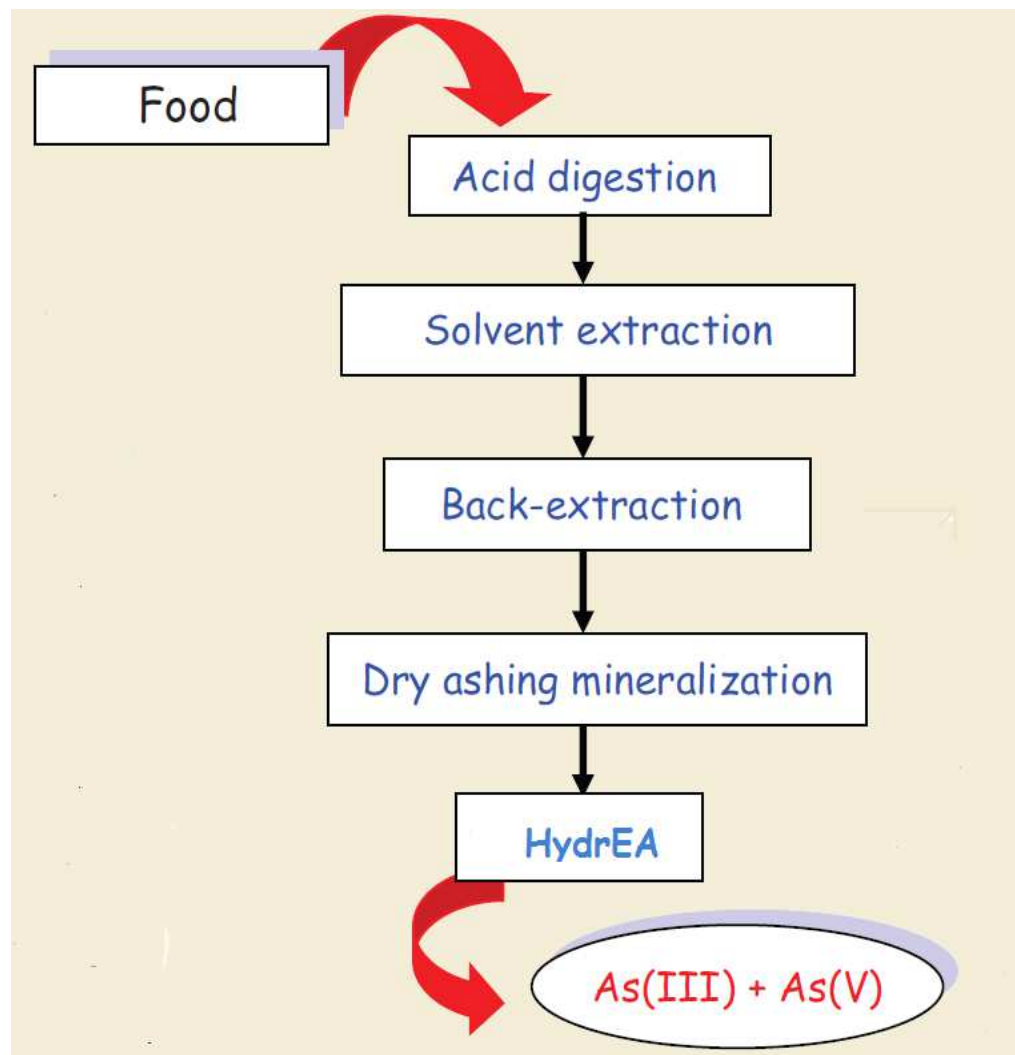 Food
Acid digestion
Solvent extraction
Back-extraction
Dry ashing mineralization
HydrEA
As(III) + As(V)